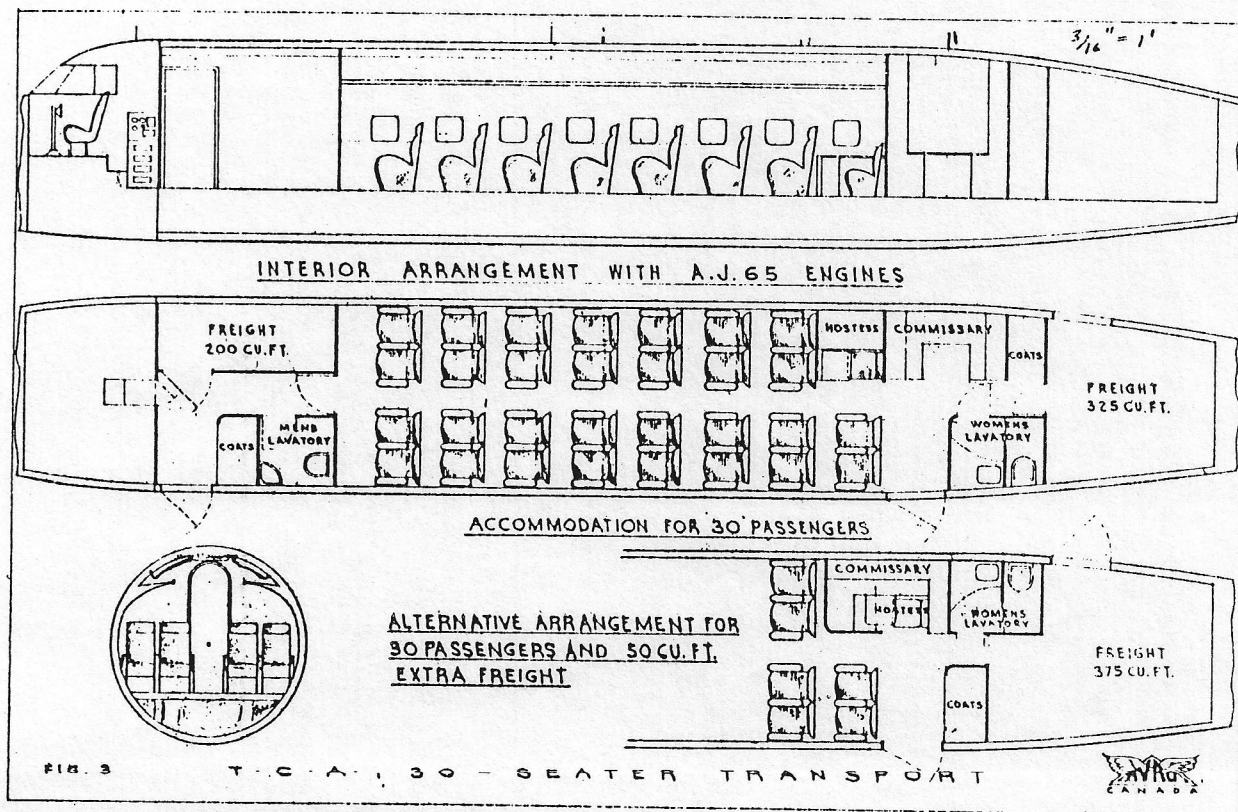 3/16" = 1'
INTERIOR ARRANGEMENT WITH A.J.65 ENGINES
FREIGHT
200 CU.FT.
HOSTESS
COMMISSARY
COATS
FREIGHT
325 CU.FT.
COATS
MENS
LAVATORY
WOMENS
LAVATORY
ACCOMMODATION FOR 30 PASSENGERS
ALTERNATIVE ARRANGEMENT FOR
30 PASSENGERS AND 50 CU.FT.
EXTRA FREIGHT
COMMISSARY
HOSTESS
WOMENS
LAVATORY
FREIGHT
375 CU.FT.
COATS
FIG. 3
T.C.A. 30-SEATER TRANSPORT
AVRO
CANADA